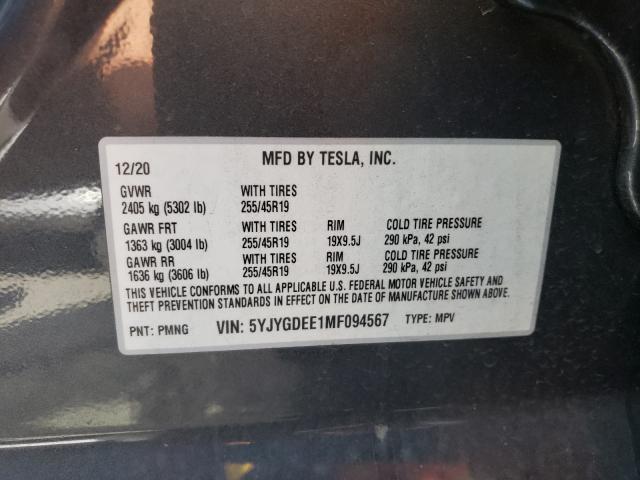 MFD BY TESLA, INC.
12/20
GVWR WITH TIRES
2405 kg (5302 lb) 255/45R19
GAWR FRT WITH TIRES RIM COLD TIRE PRESSURE
1363 kg (3004 lb) 255/45R19 19X9.5J 290 kPa, 42 psi
GAWR RR WITH TIRES RIM COLD TIRE PRESSURE
1636 kg (3606 lb) 255/45R19 19X9.5J 290 kPa, 42 psi
THIS VEHICLE CONFORMS TO ALL APPLICABLE U.S. FEDERAL MOTOR VEHICLE SAFETY AND
THEFT PREVENTION STANDARDS IN EFFECT ON THE DATE OF MANUFACTURE SHOWN ABOVE.
PNT: PMNG VIN: 5YJYGDEE1MF094567 TYPE: MPV